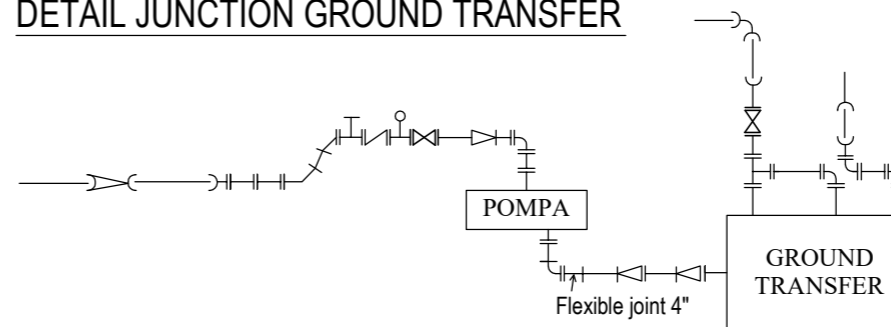 DETAIL JUNCTION GROUND TRANSFER
POMPA
GROUND
TRANSFER
Flexible joint 4"